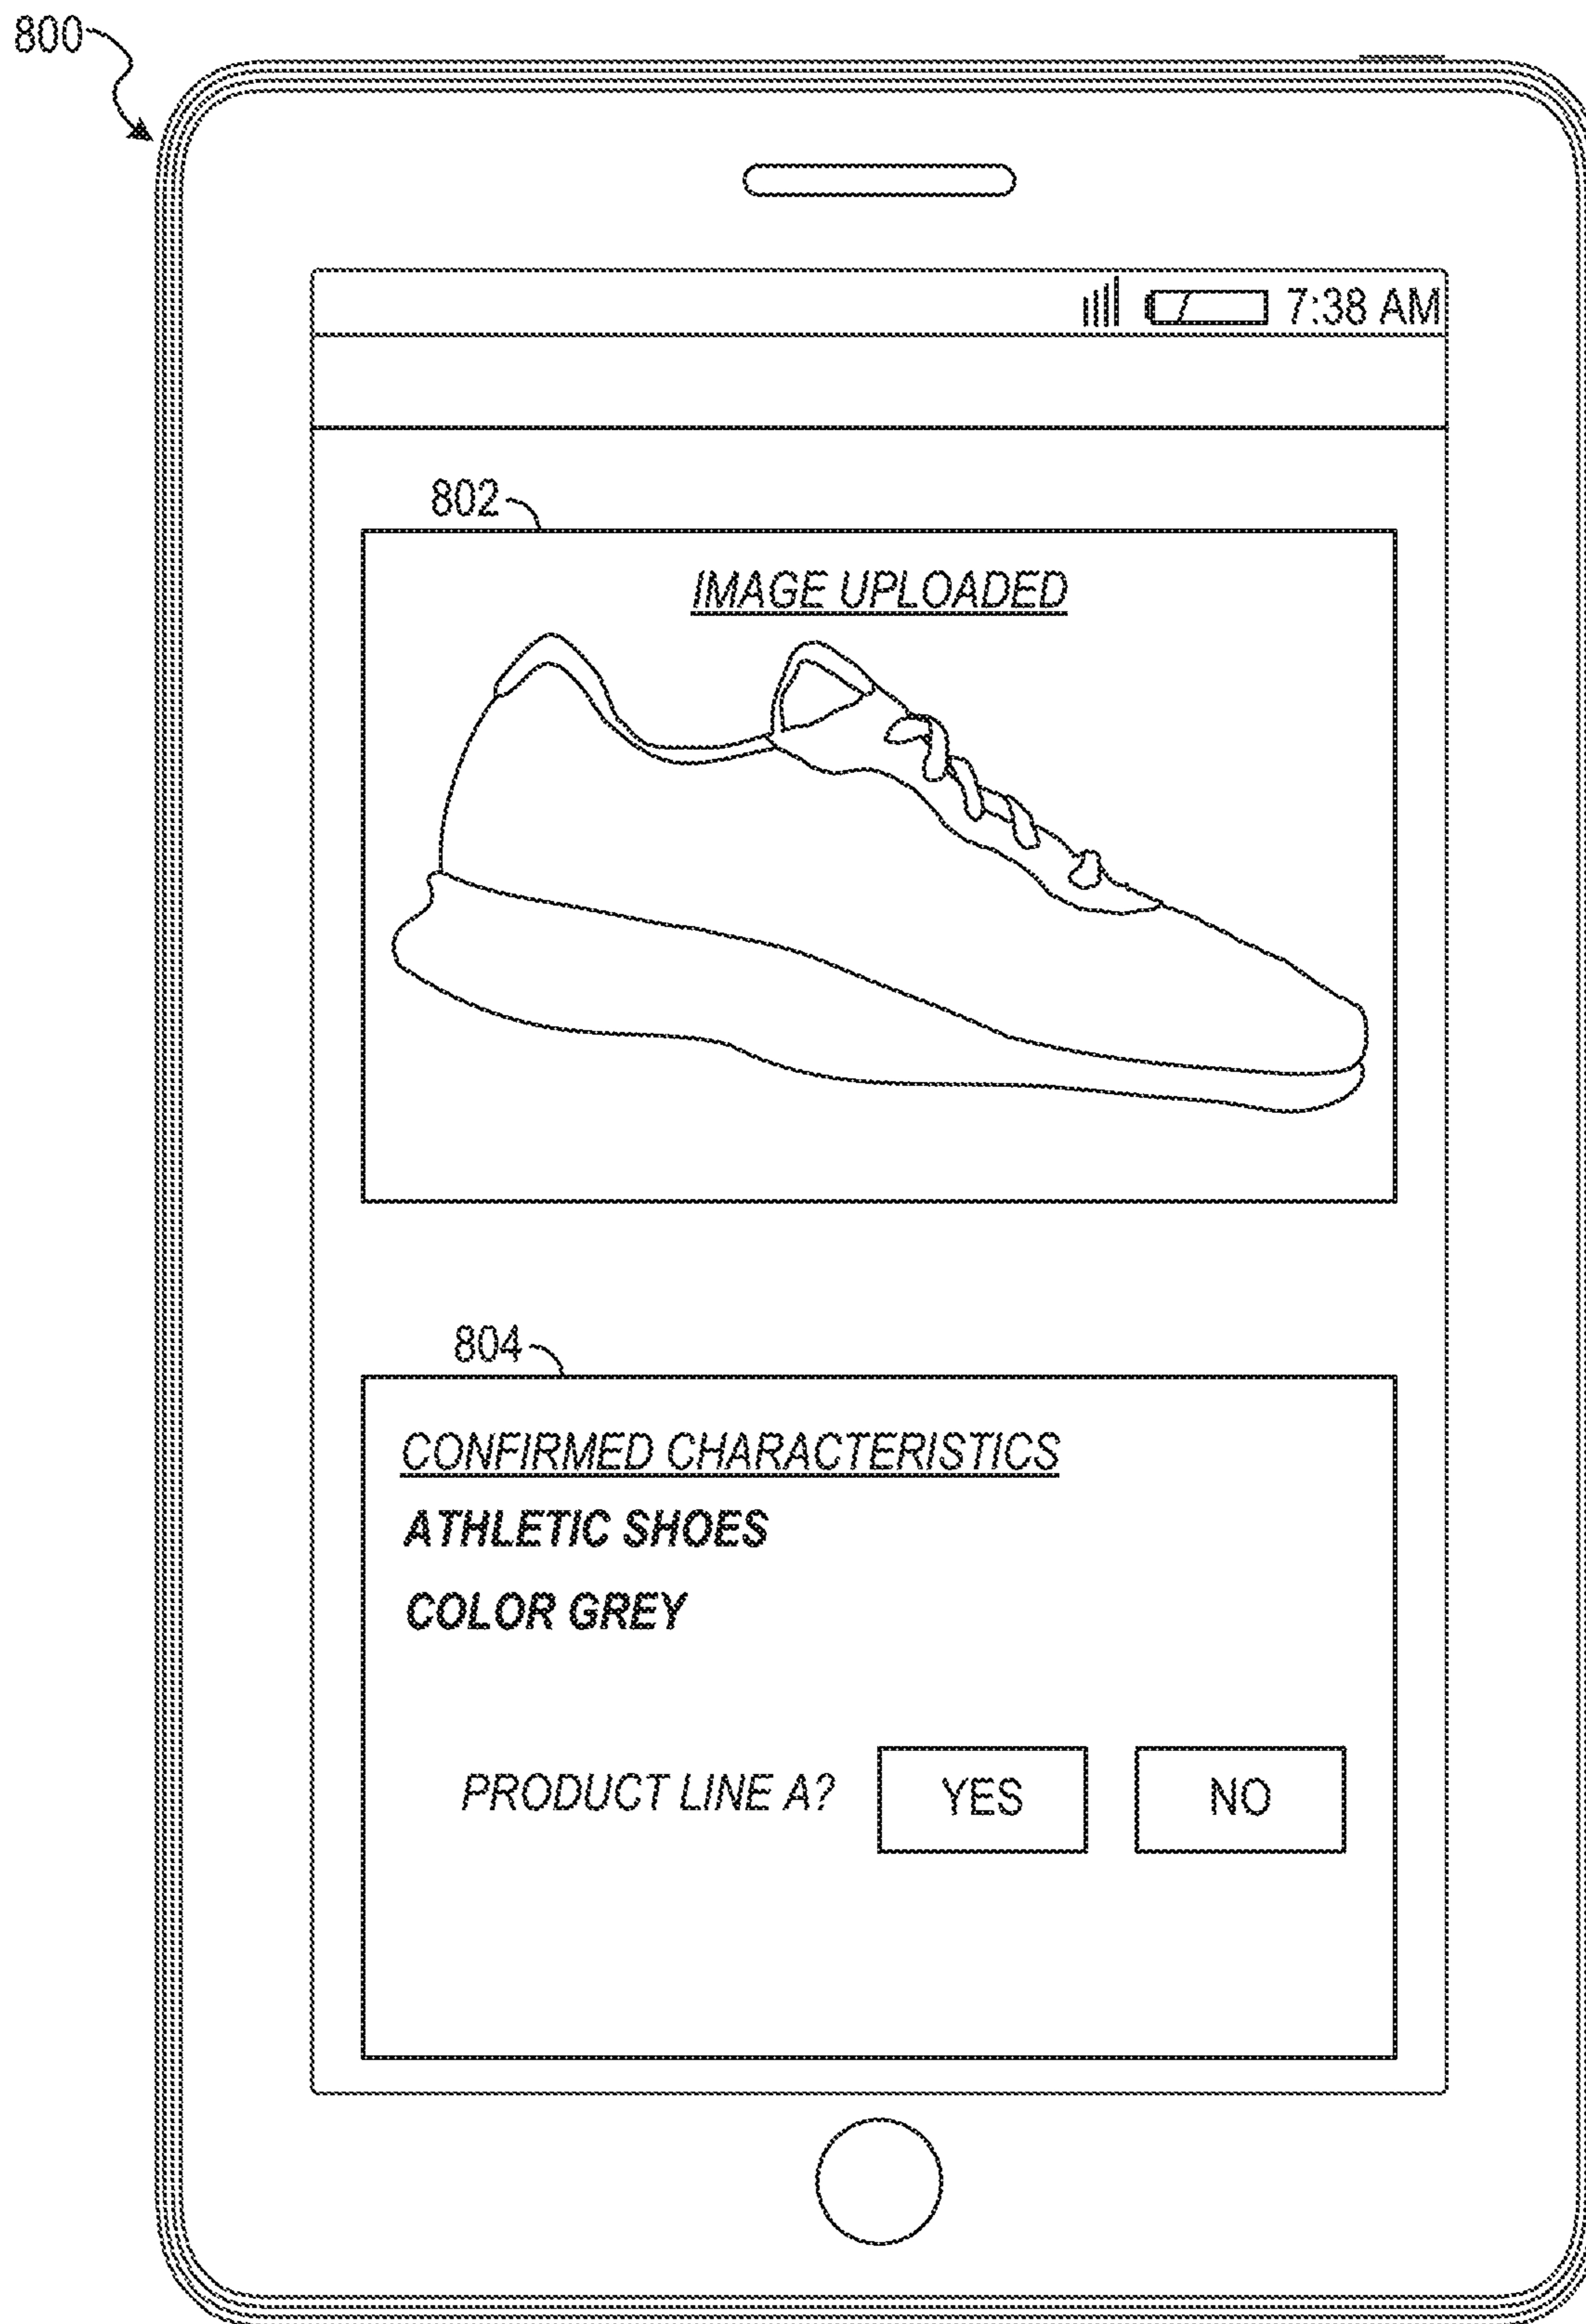 800
7:38 AM
802
IMAGE UPLOADED
804
CONFIRMED CHARACTERISTICS
ATHLETIC SHOES
COLOR GREY
PRODUCT LINE A? YES NO